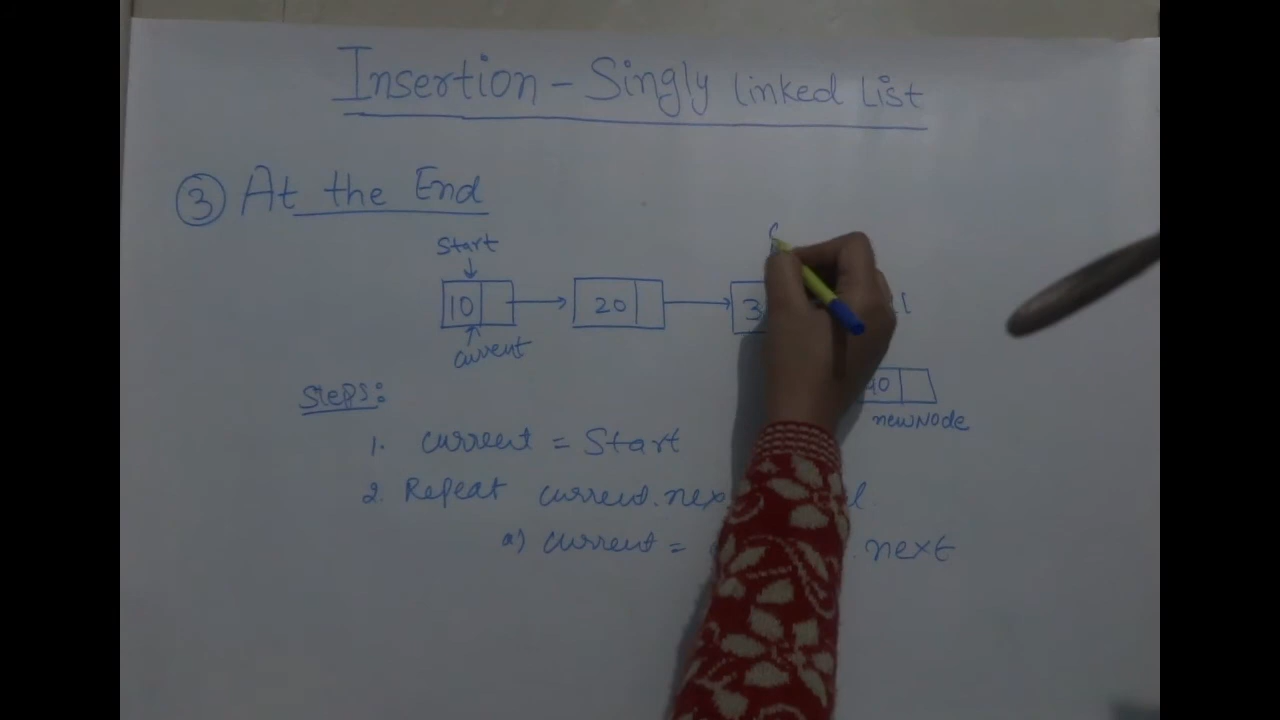 Insertion - Singly Linked List
③ At the End
Start
10 20 3
current
40
newNode
Steps:
1. current = Start
2. Repeat current.nex
a) current = .next